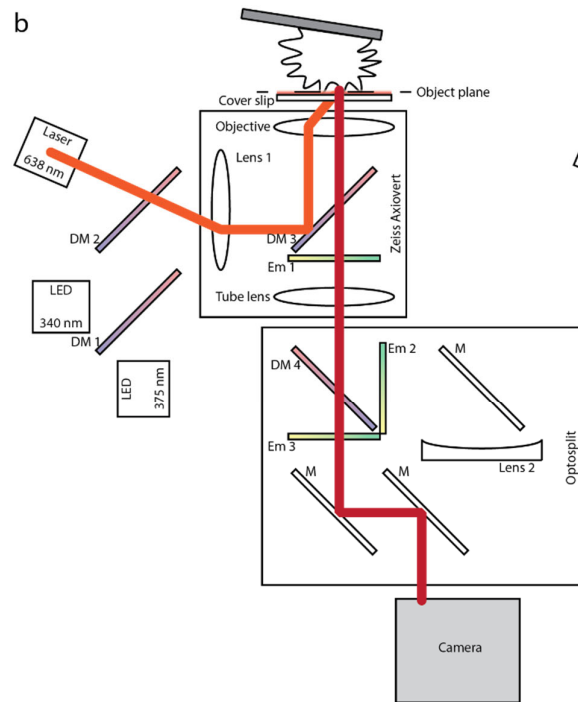 b
Object plane
Cover slip
Objective
Laser
638 nm
Lens 1
Zeiss Axiovert
DM 2
DM 3
Em 1
LED
340 nm
Tube lens
DM 1
LED
375 nm
DM 4
Em 2
M
Em 3
Lens 2
Optosplit
M
M
Camera